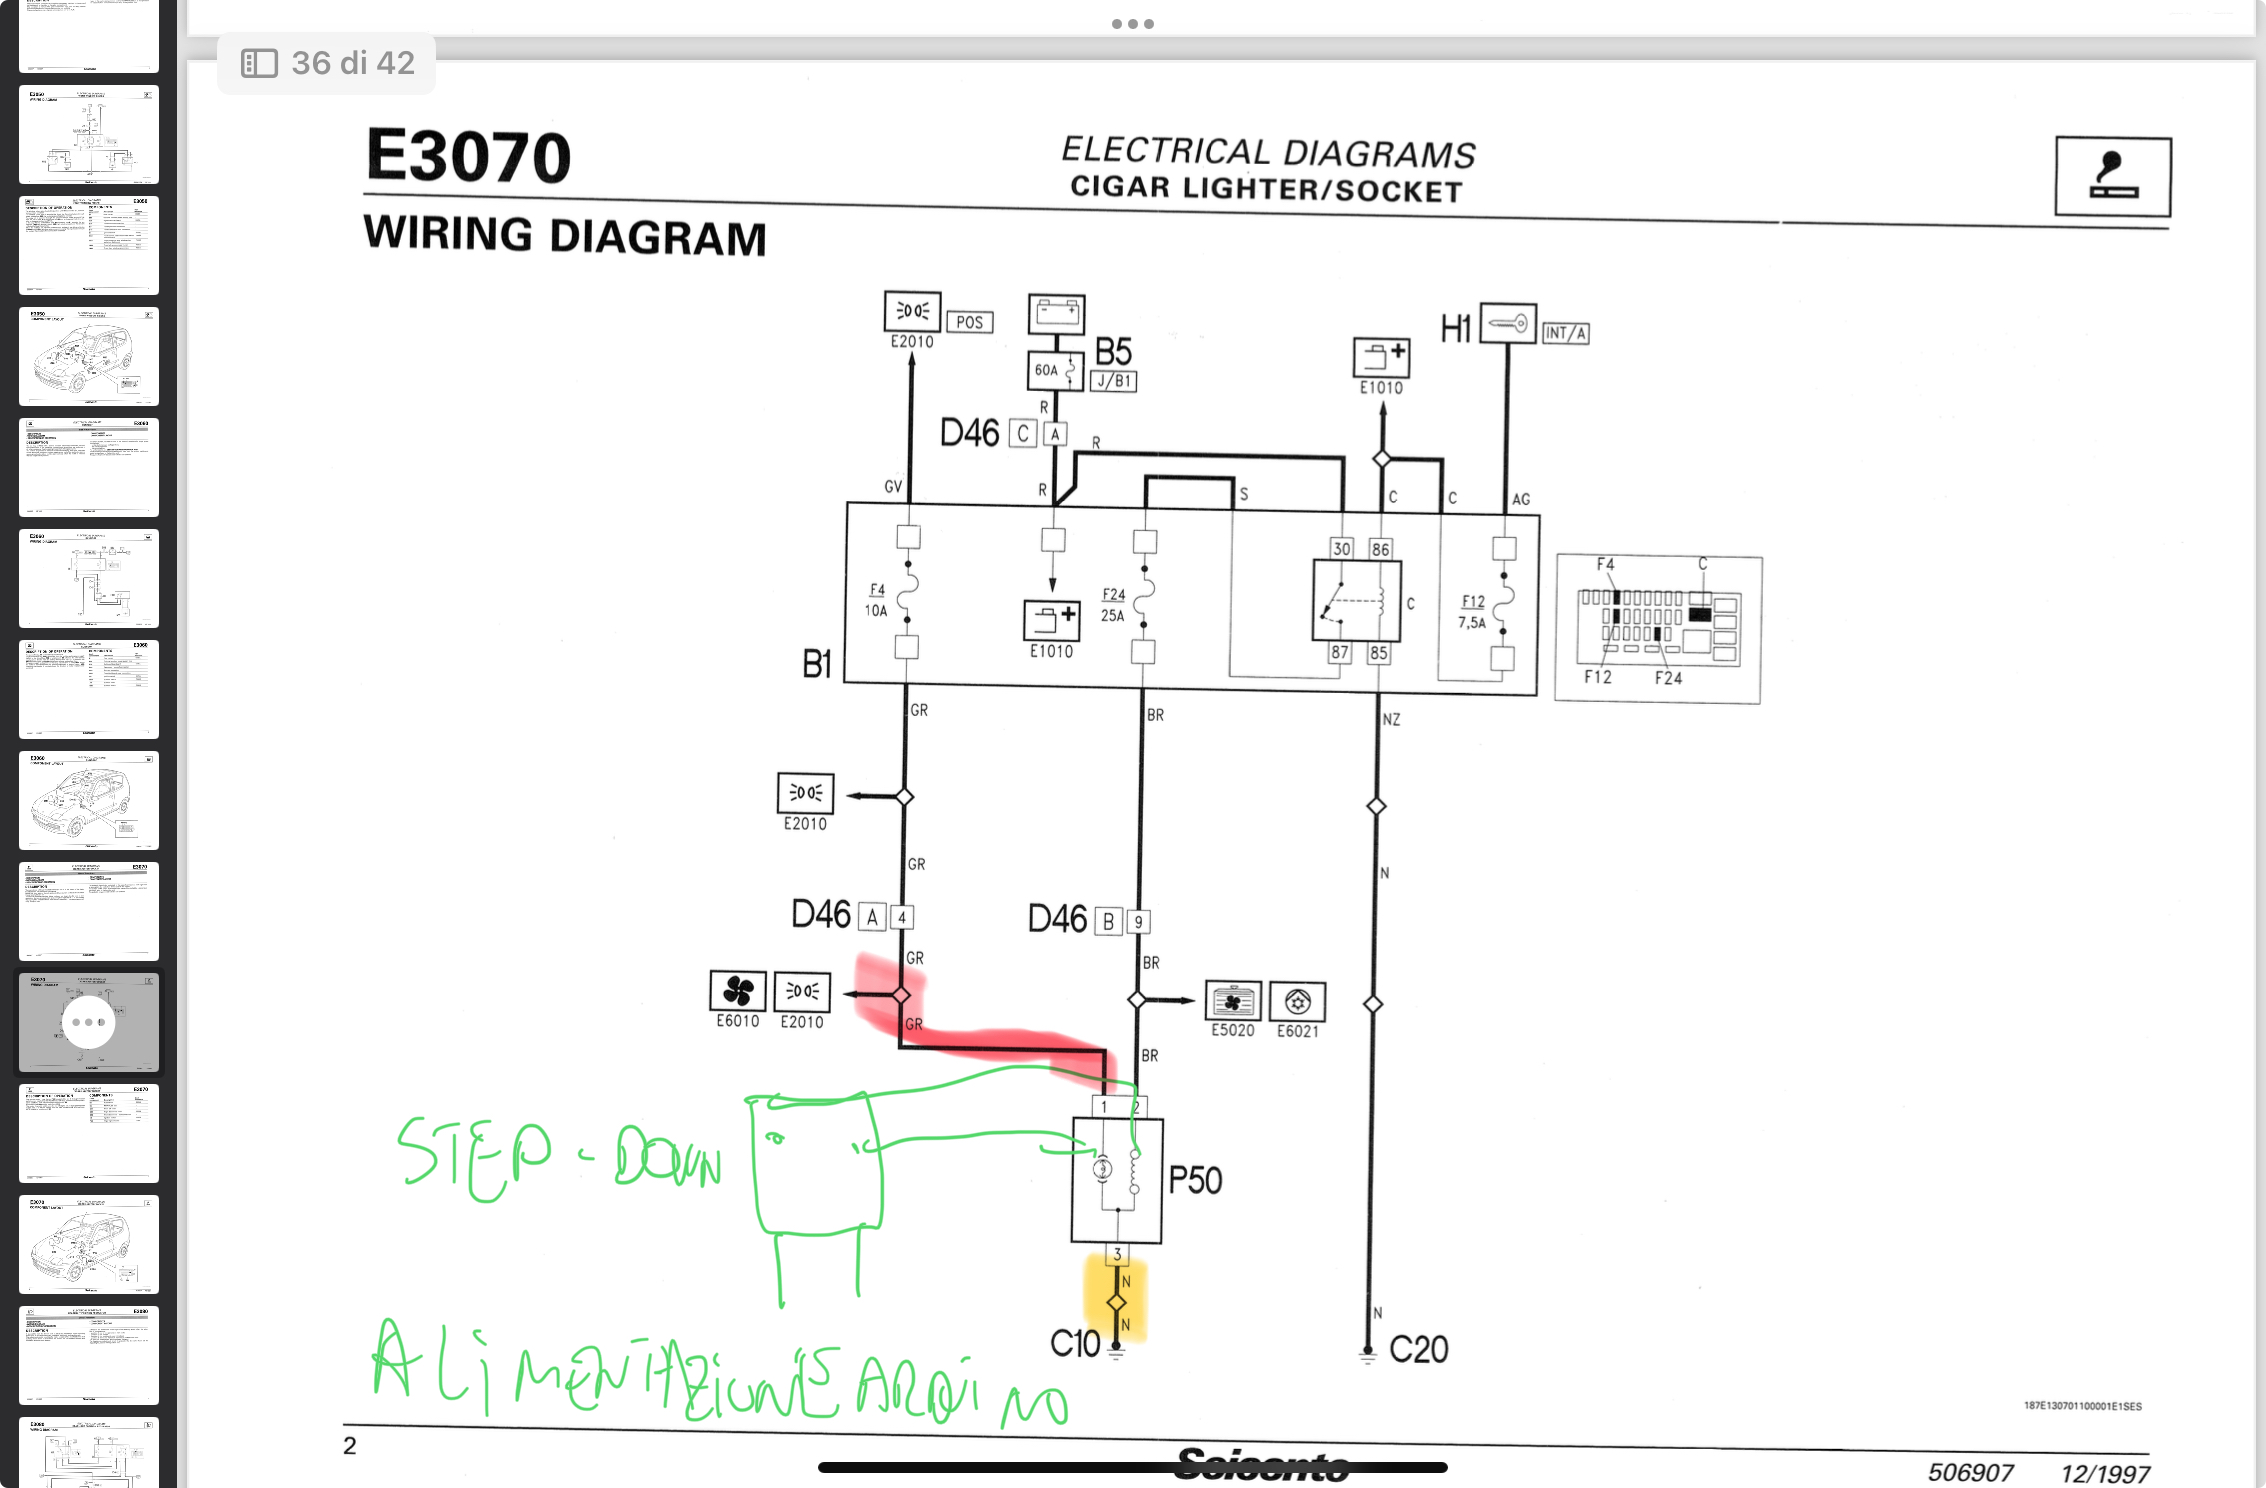 36 di 42
E3070
ELECTRICAL DIAGRAMS
CIGAR LIGHTER/SOCKET
WIRING DIAGRAM
E2010
POS
60A
B5
J/B1
H1
INT/A
E1010
R
D46 C A
R
GV
R
S
C
C
AG
30
86
F4
10A
F24
25A
C
F12
7,5A
E1010
87
85
B1
F4
C
F12
F24
GR
BR
NZ
E2010
GR
N
D46 A 4
D46 B 9
GR
BR
E6010
E2010
GR
E5020
E6021
BR
1
2
STEP-DOWN
P50
3
N
N
C10
N
C20
ALIMENTAZIONE ARDUINO
187E130701100001E1SES
2
Seicento
506907
12/1997